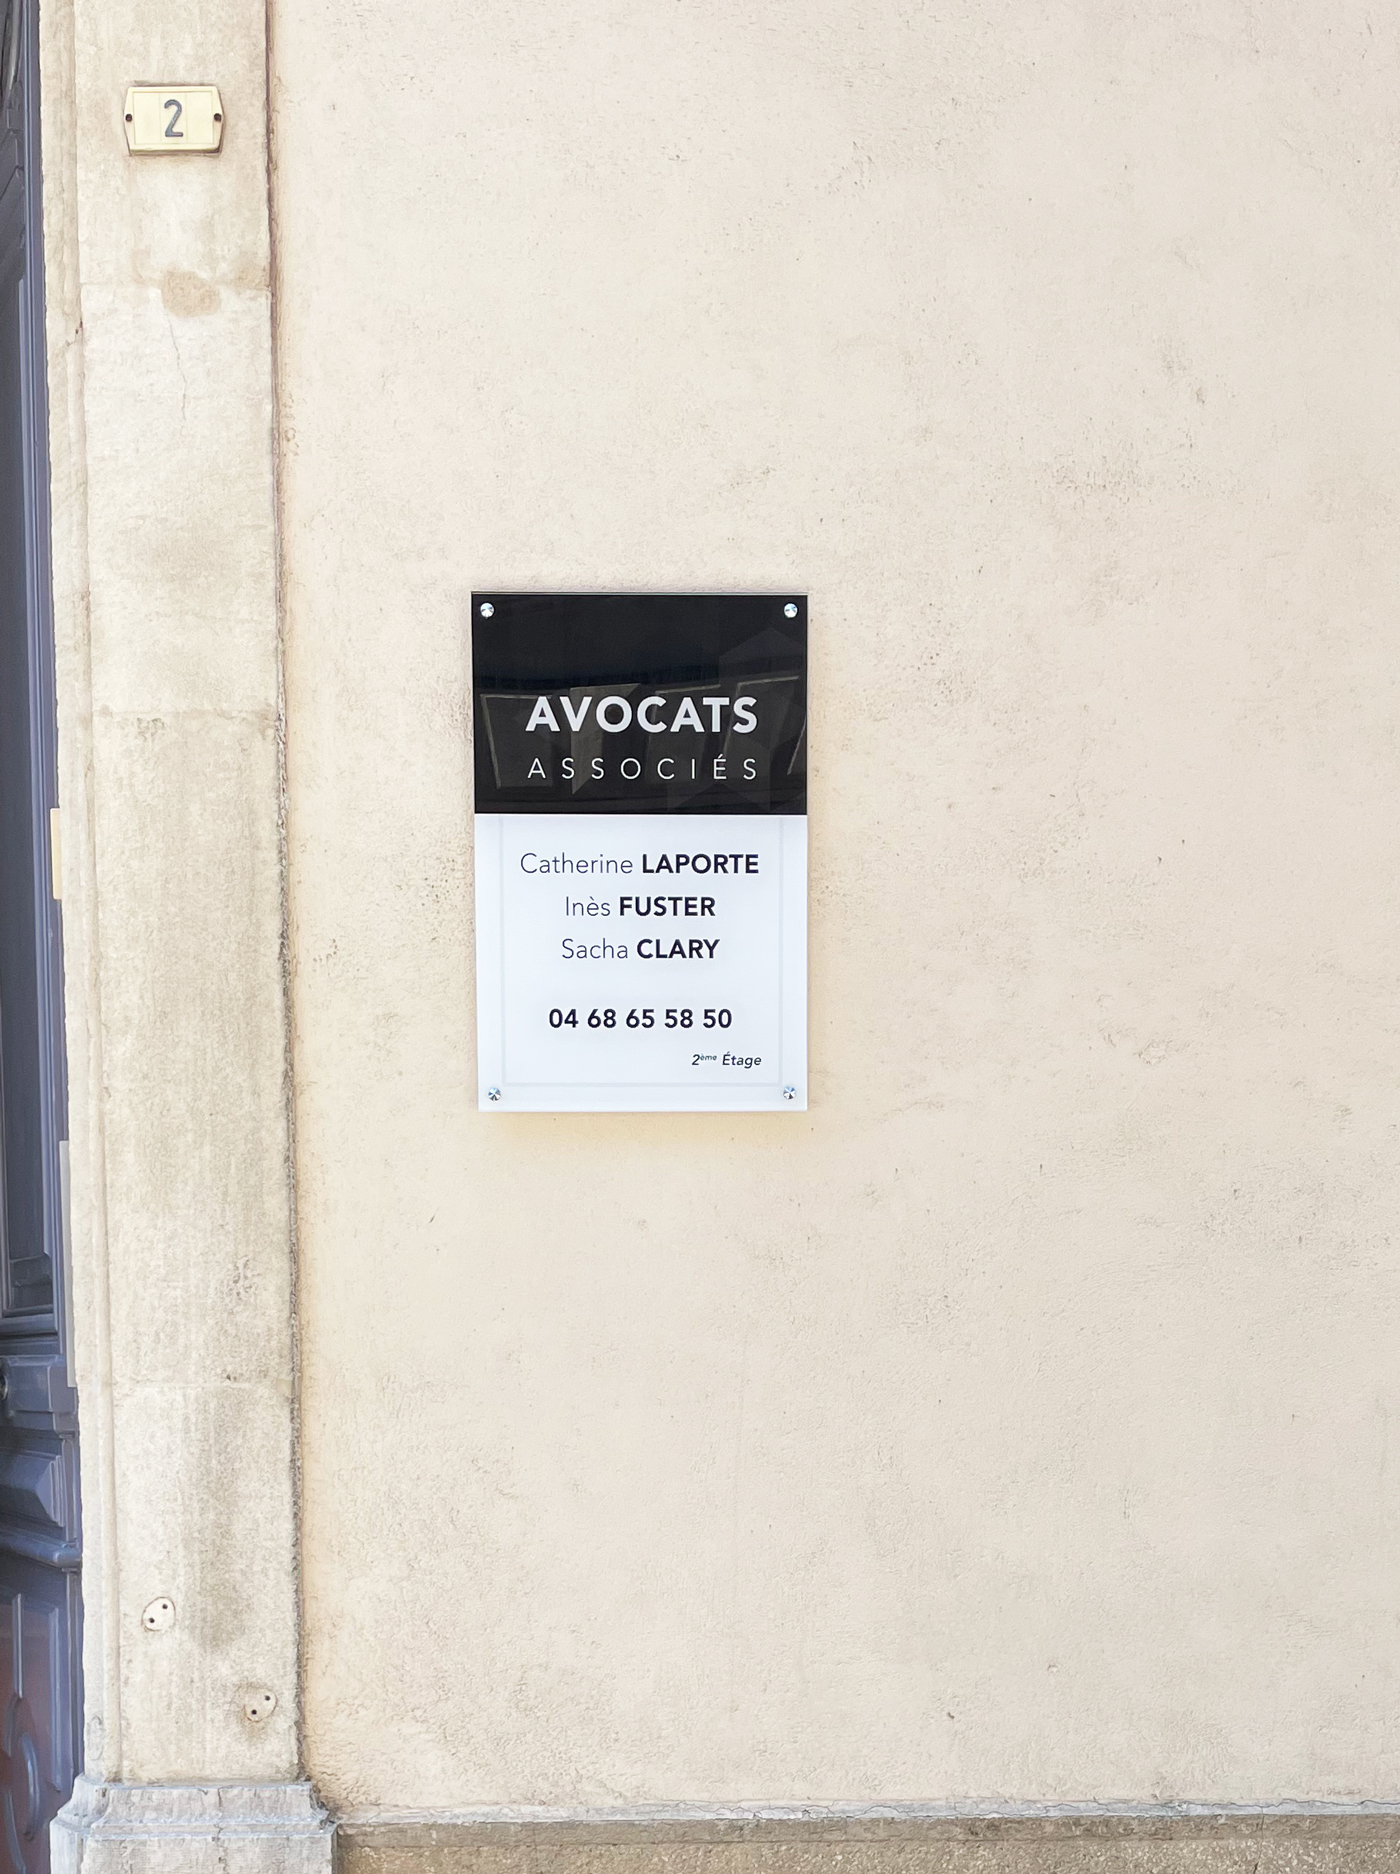 2
AVOCATS
ASSOCIÉS
Catherine LAPORTE
Inès FUSTER
Sacha CLARY
04 68 65 58 50
2ème Étage